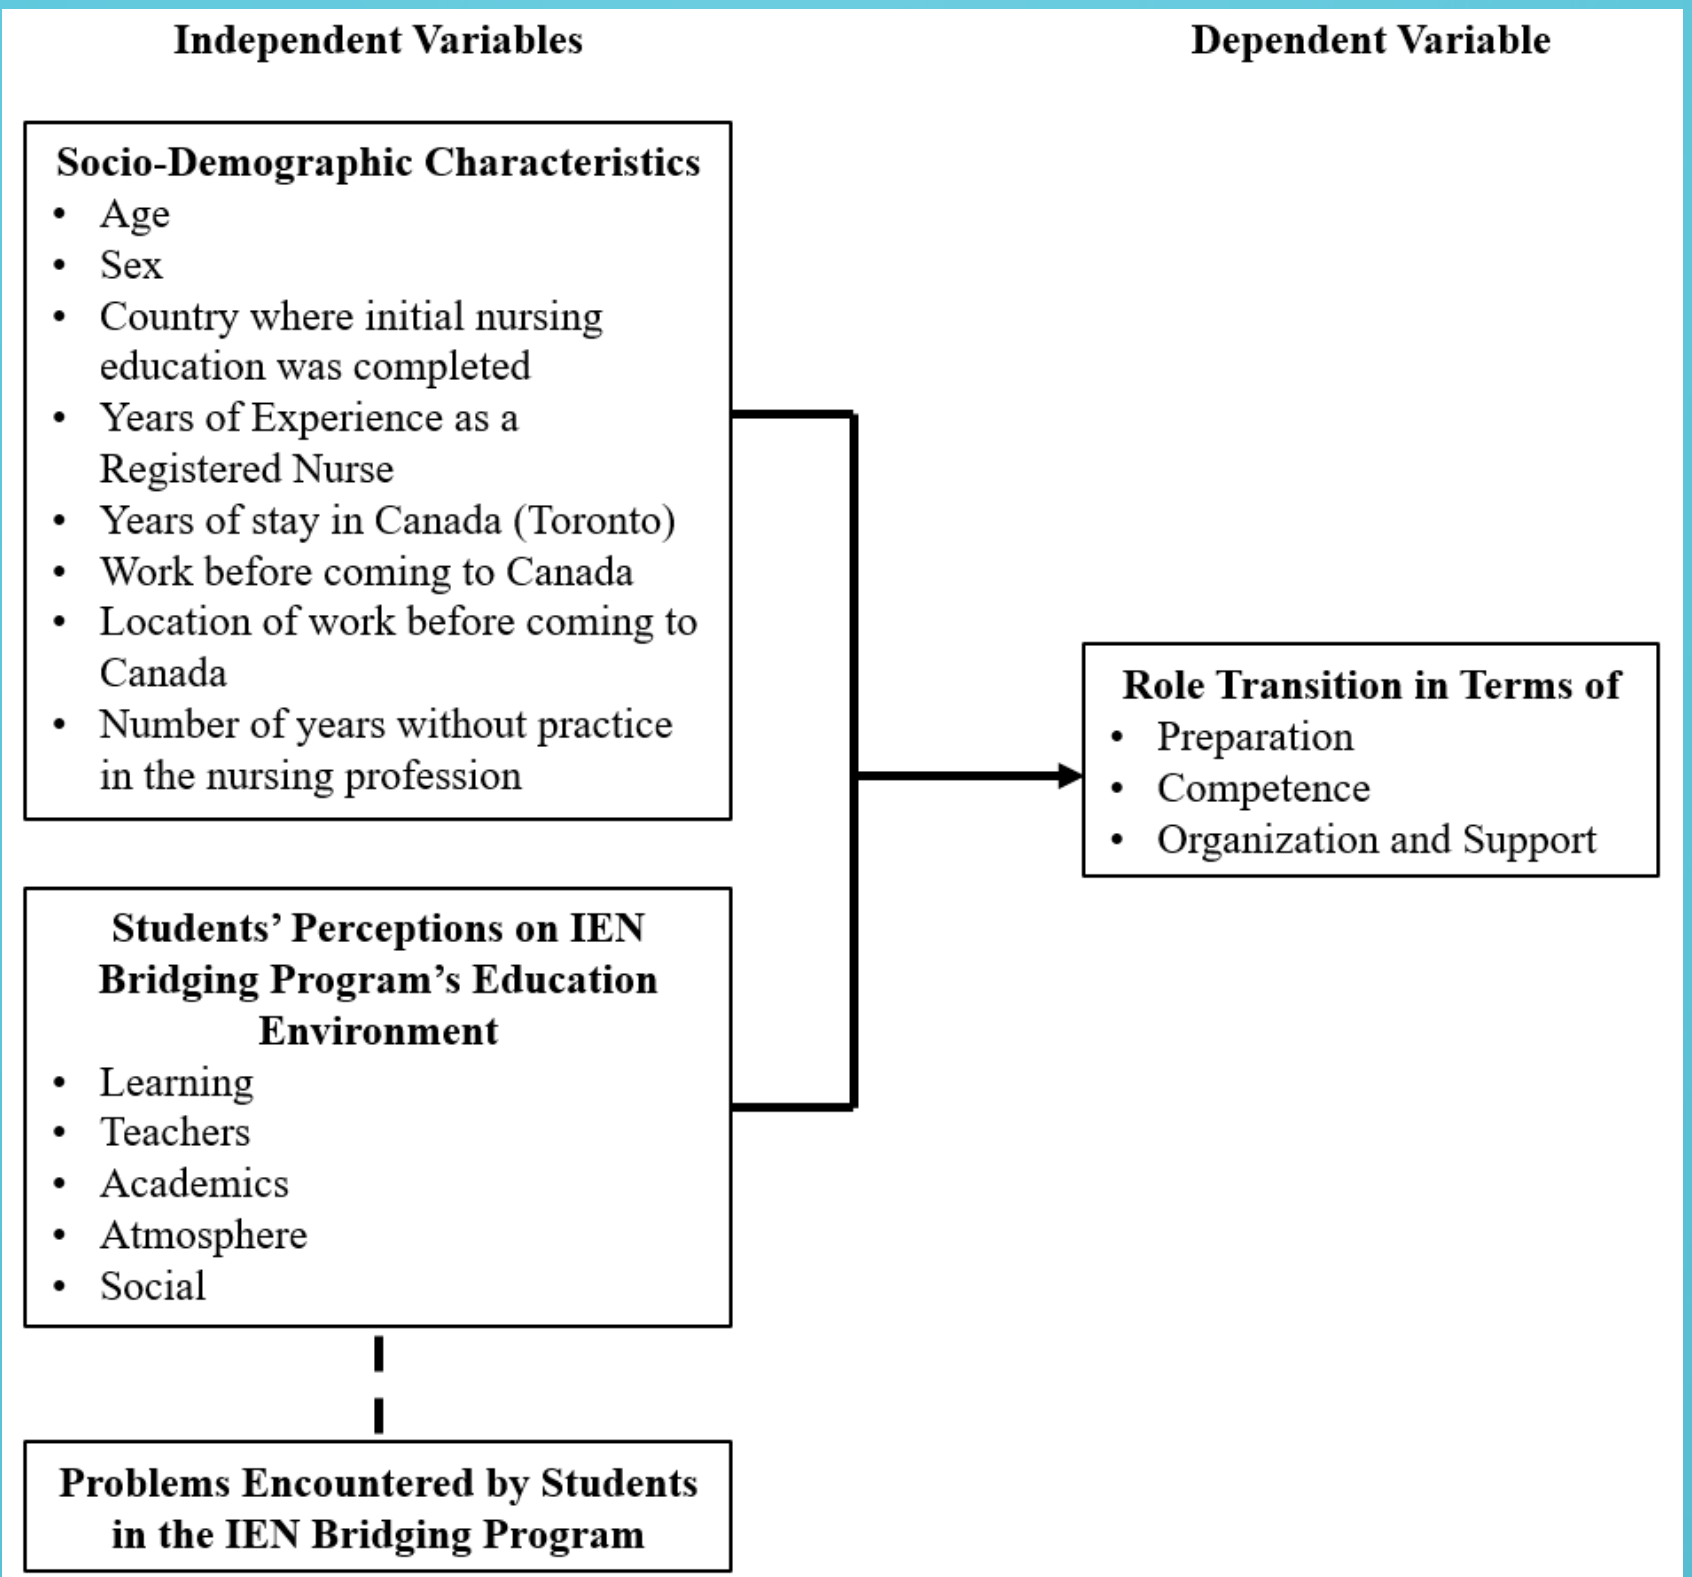 Independent Variables
Dependent Variable
Socio-Demographic Characteristics
• Age
• Sex
• Country where initial nursing
education was completed
• Years of Experience as a
Registered Nurse
• Years of stay in Canada (Toronto)
• Work before coming to Canada
• Location of work before coming to
Canada
• Number of years without practice
in the nursing profession
Role Transition in Terms of
• Preparation
• Competence
• Organization and Support
Students’ Perceptions on IEN
Bridging Program’s Education
Environment
• Learning
• Teachers
• Academics
• Atmosphere
• Social
Problems Encountered by Students
in the IEN Bridging Program